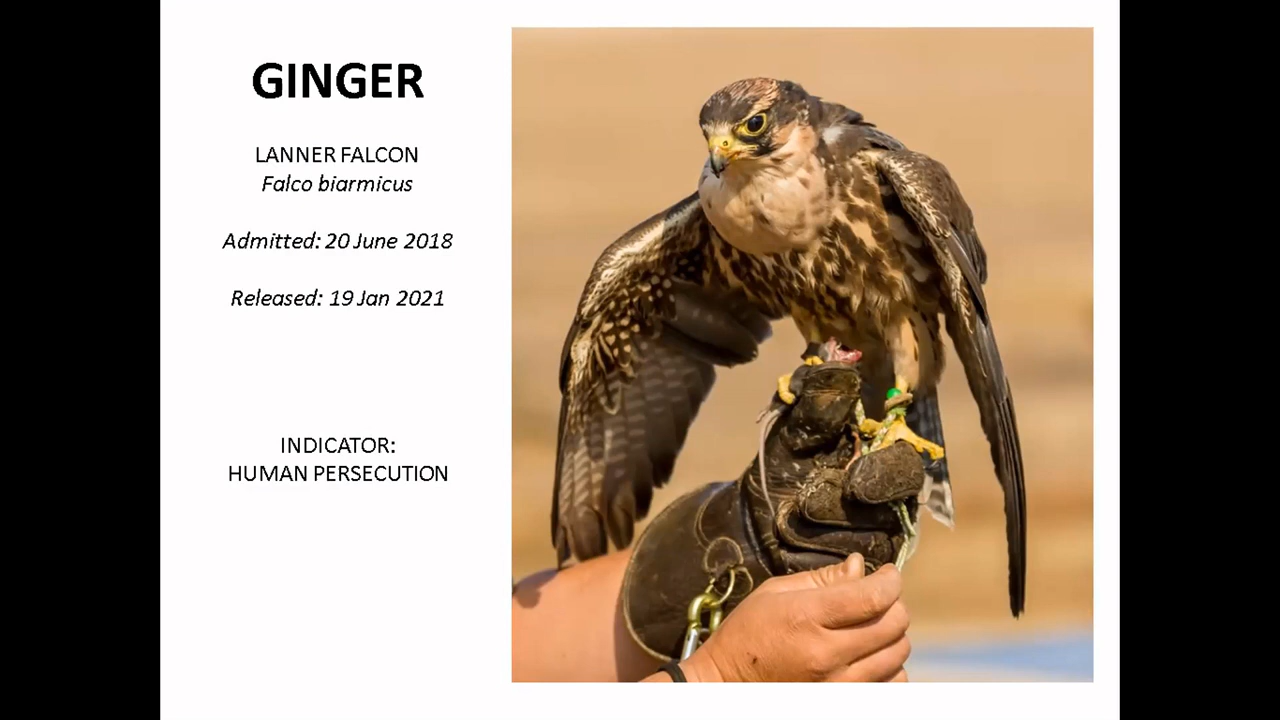 GINGER
LANNER FALCON
Falco biarmicus
Admitted: 20 June 2018
Released: 19 Jan 2021
INDICATOR:
HUMAN PERSECUTION